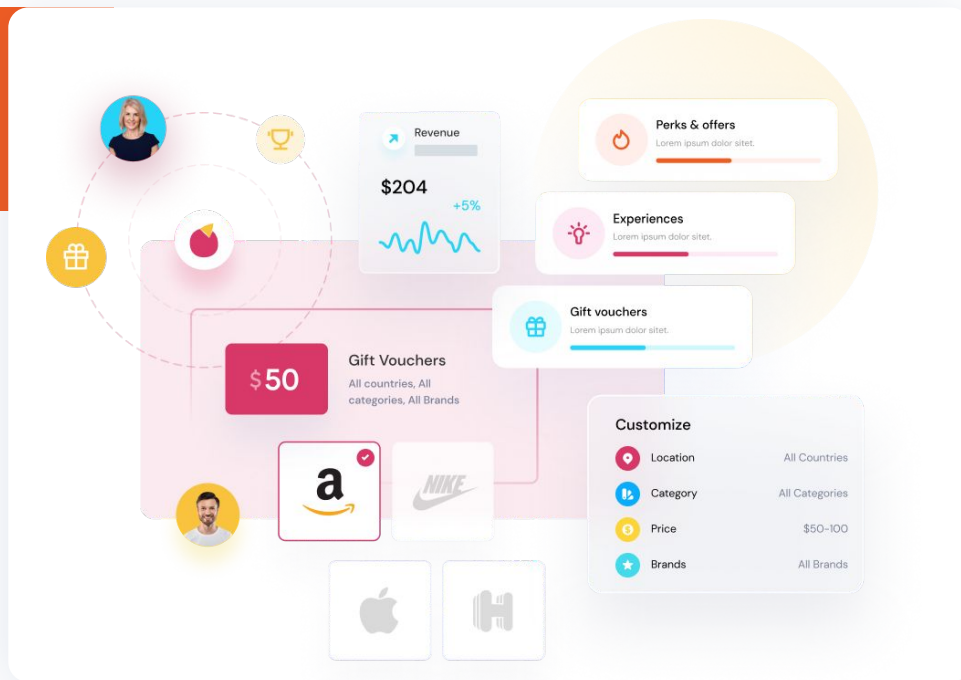 Revenue
$204
+5%
Perks & offers
Lorem ipsum dolor sitet.
Experiences
Lorem ipsum dolor sitet.
Gift vouchers
Lorem ipsum dolor sitet.
$50
Gift Vouchers
All countries, All
categories, All Brands
a
NIKE
H
Customize
Location All Countries
Category All Categories
Price $50-100
Brands All Brands